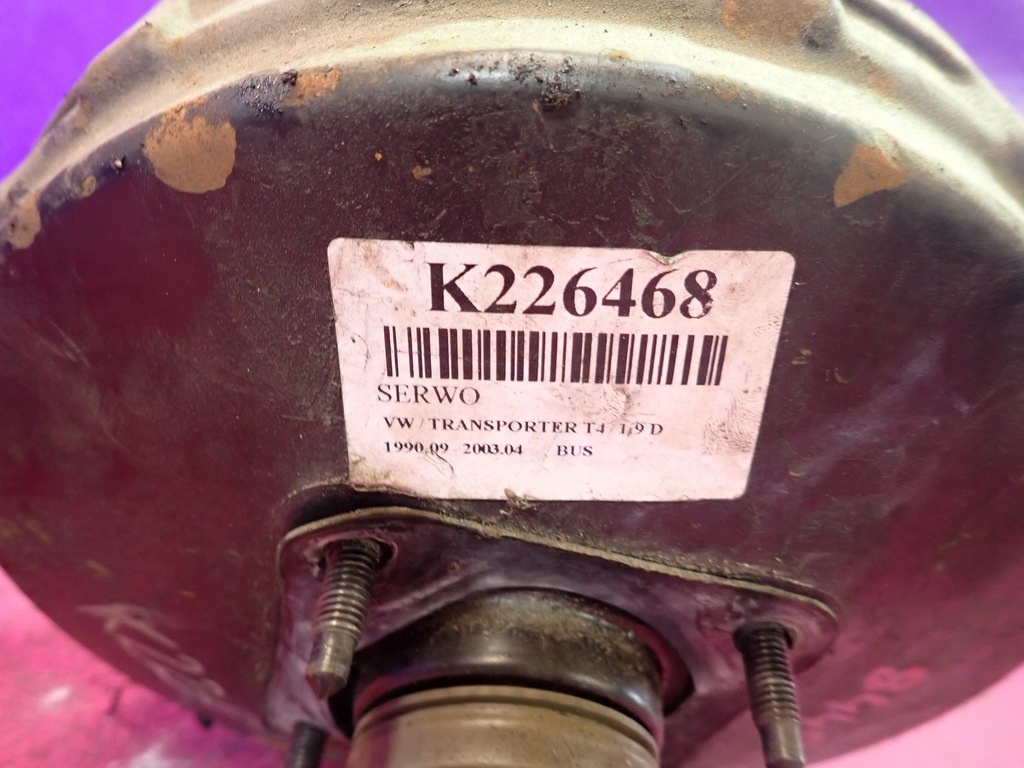 K226468
SERWO
VW / TRANSPORTER T4 / 1.9 D
1990.09 2003.04 BUS